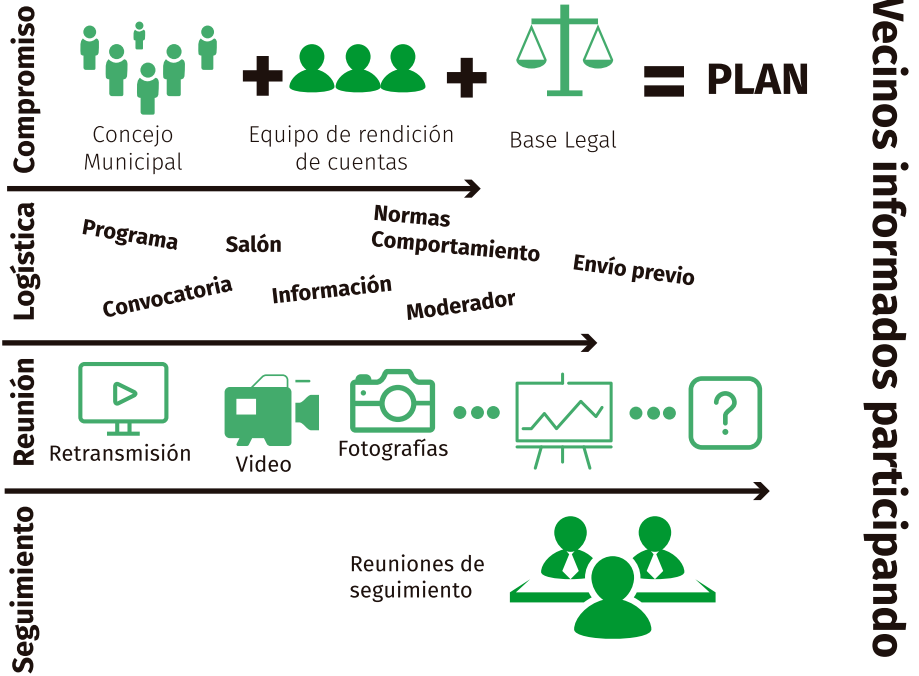 Compromiso
+
+
=
PLAN
Concejo
Municipal
Equipo de rendición
de cuentas
Base Legal
Logística
Programa
Salón
Normas
Comportamiento
Envío previo
Convocatoria
Información
Moderador
Reunión
?
Retransmisión
Video
Fotografías
Seguimiento
Reuniones de
seguimiento
Vecinos informados participando